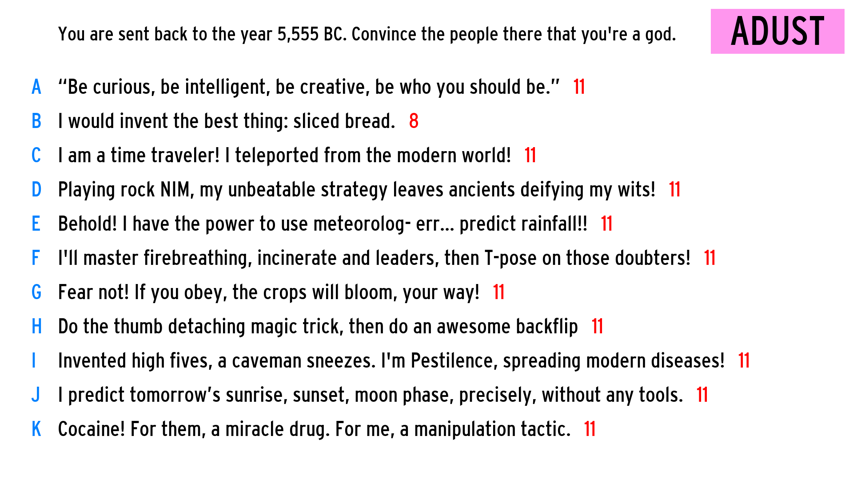 You are sent back to the year 5,555 BC. Convince the people there that you're a god.
ADUST
A “Be curious, be intelligent, be creative, be who you should be.” 11
B I would invent the best thing: sliced bread. 8
C I am a time traveler! I teleported from the modern world! 11
D Playing rock NIM, my unbeatable strategy leaves ancients deifying my wits! 11
E Behold! I have the power to use meteorolog- err... predict rainfall!! 11
F I'll master firebreathing, incinerate and leaders, then T-pose on those doubters! 11
G Fear not! If you obey, the crops will bloom, your way! 11
H Do the thumb detaching magic trick, then do an awesome backflip 11
I Invented high fives, a caveman sneezes. I'm Pestilence, spreading modern diseases! 11
J I predict tomorrow’s sunrise, sunset, moon phase, precisely, without any tools. 11
K Cocaine! For them, a miracle drug. For me, a manipulation tactic. 11